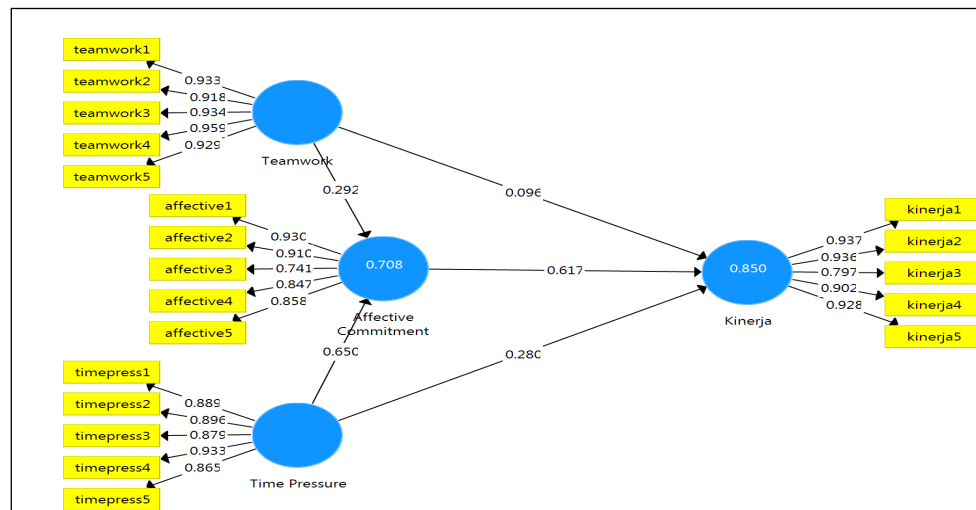 teamwork1
teamwork2
teamwork3
teamwork4
teamwork5
0.933
0.918
0.934
0.959
0.929
Teamwork
0.292
0.096
affective1
affective2
affective3
affective4
affective5
0.930
0.910
0.741
0.847
0.858
0.708
Affective
Commitment
0.617
0.650
0.280
0.850
Kinerja
0.937
0.936
0.797
0.902
0.928
kinerja1
kinerja2
kinerja3
kinerja4
kinerja5
timepress1
timepress2
timepress3
timepress4
timepress5
0.889
0.896
0.879
0.933
0.865
Time Pressure